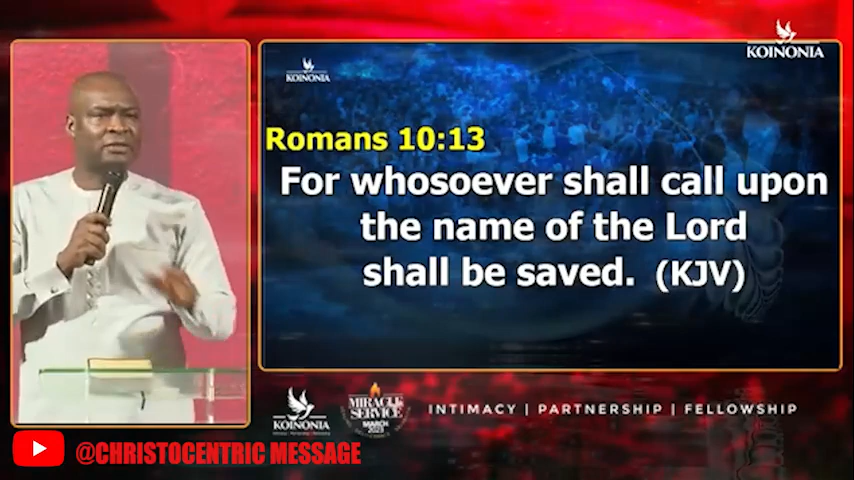 KOINONIA
KOINONIA
Romans 10:13
For whosoever shall call upon
the name of the Lord
shall be saved. (KJV)
KOINONIA
MIRACLE
SERVICE
MARCH
2023
INTIMACY | PARTNERSHIP | FELLOWSHIP
@CHRISTOCENTRIC MESSAGE